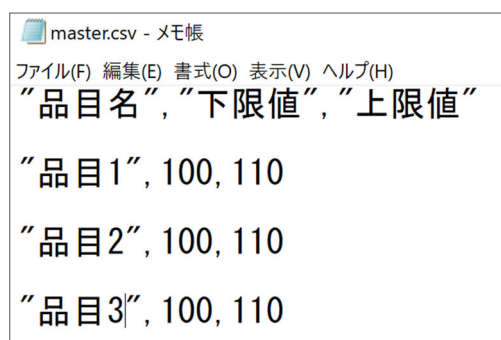 master.csv - メモ帳
ファイル(F) 編集(E) 書式(O) 表示(V) ヘルプ(H)
"品目名","下限値","上限値"
"品目1",100,110
"品目2",100,110
"品目3",100,110